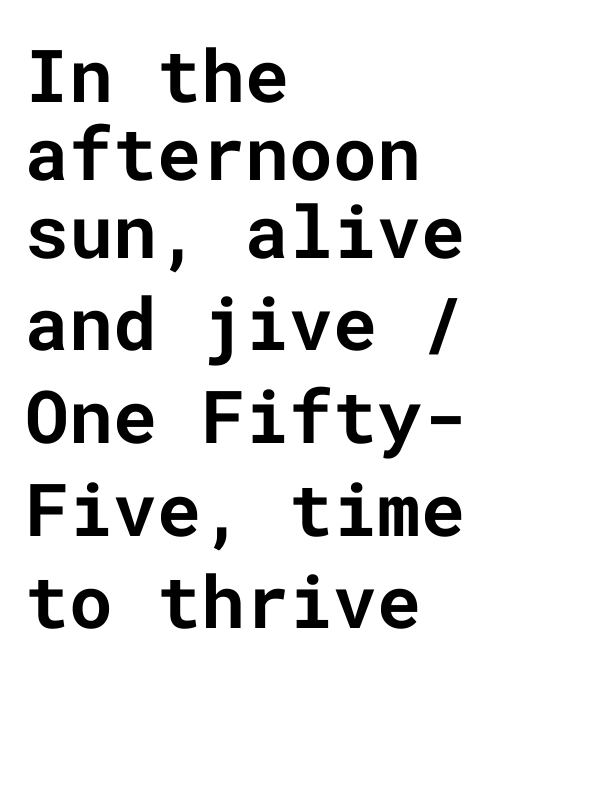 In the
afternoon
sun, alive
and jive /
One Fifty-
Five, time
to thrive